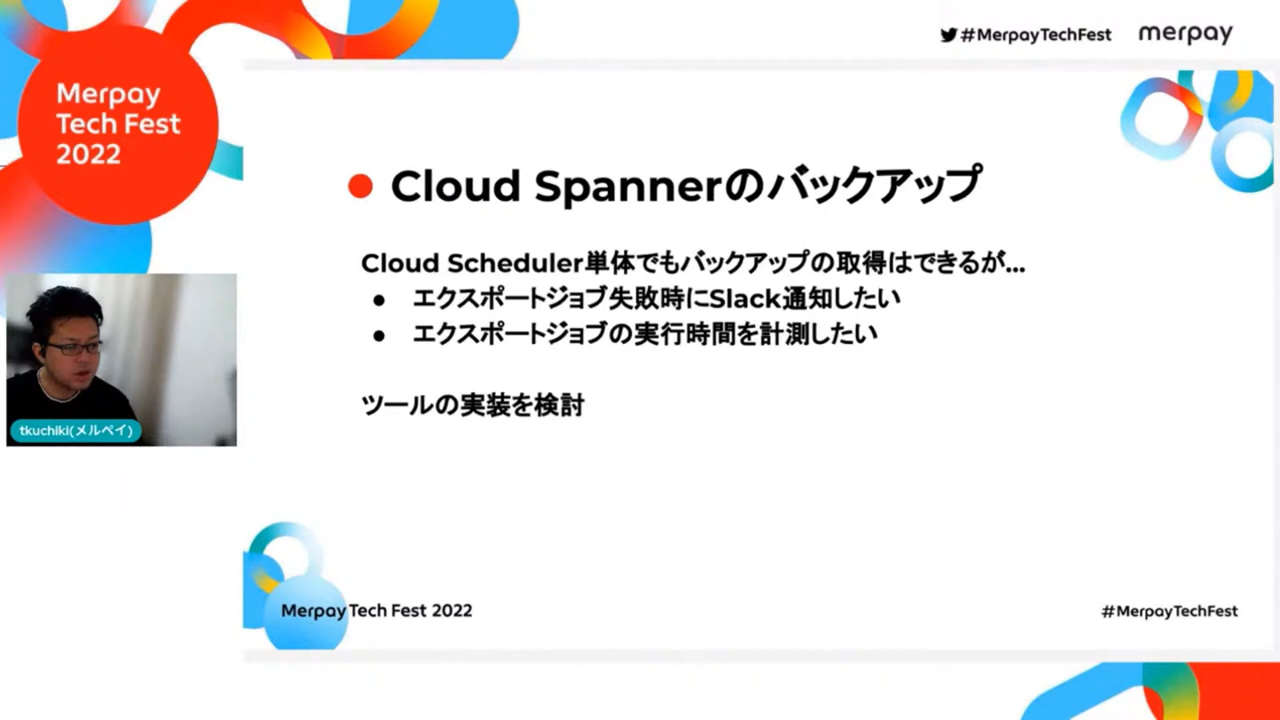 #MerpayTechFest
merpay
Merpay
Tech Fest
2022
Cloud Spannerのバックアップ
Cloud Scheduler単体でもバックアップの取得はできるが...
● エクスポートジョブ失敗時にSlack通知したい
● エクスポートジョブの実行時間を計測したい
ツールの実装を検討
tkuchiki(メルペイ)
Merpay Tech Fest 2022
#MerpayTechFest